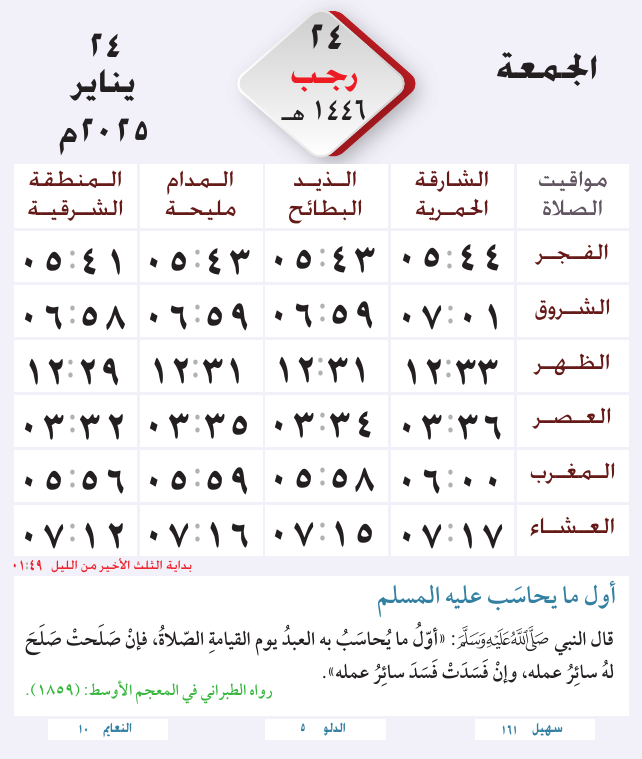 الجمعة
٢٤
رجب
١٤٤٦ هـ
٢٤
يناير
٢٠٢٥م
مواقيت الصلاة الشارقة الحمرية الذيد البطائح المدام مليحة المنطقة الشرقية
الفجر ٠٥:٤٤ ٠٥:٤٣ ٠٥:٤٣ ٠٥:٤١
الشروق ٠٧:٠١ ٠٦:٥٩ ٠٦:٥٩ ٠٦:٥٨
الظهر ١٢:٣٣ ١٢:٣١ ١٢:٣١ ١٢:٢٩
العصر ٠٣:٣٦ ٠٣:٣٤ ٠٣:٣٥ ٠٣:٣٢
المغرب ٠٦:٠٠ ٠٥:٥٨ ٠٥:٥٩ ٠٥:٥٦
العشاء ٠٧:١٧ ٠٧:١٥ ٠٧:١٦ ٠٧:١٢
بداية الثلث الأخير من الليل ٠١:٤٩
أول ما يحاسَب عليه المسلم
قال النبي صَلَّى اللَّهُ عَلَيْهِ وَسَلَّمَ: «أوّلُ ما يُحاسَبُ به العبدُ يوم القيامةِ الصّلاةُ، فإنْ صَلَحتْ صَلَحَ
لهُ سائِرُ عمله، وإنْ فَسَدَتْ فَسَدَ سائِرُ عمله».
رواه الطبراني في المعجم الأوسط: (١٨٥٩).
سهيل ١٦١ الدلو ٥ النعايم ١٠